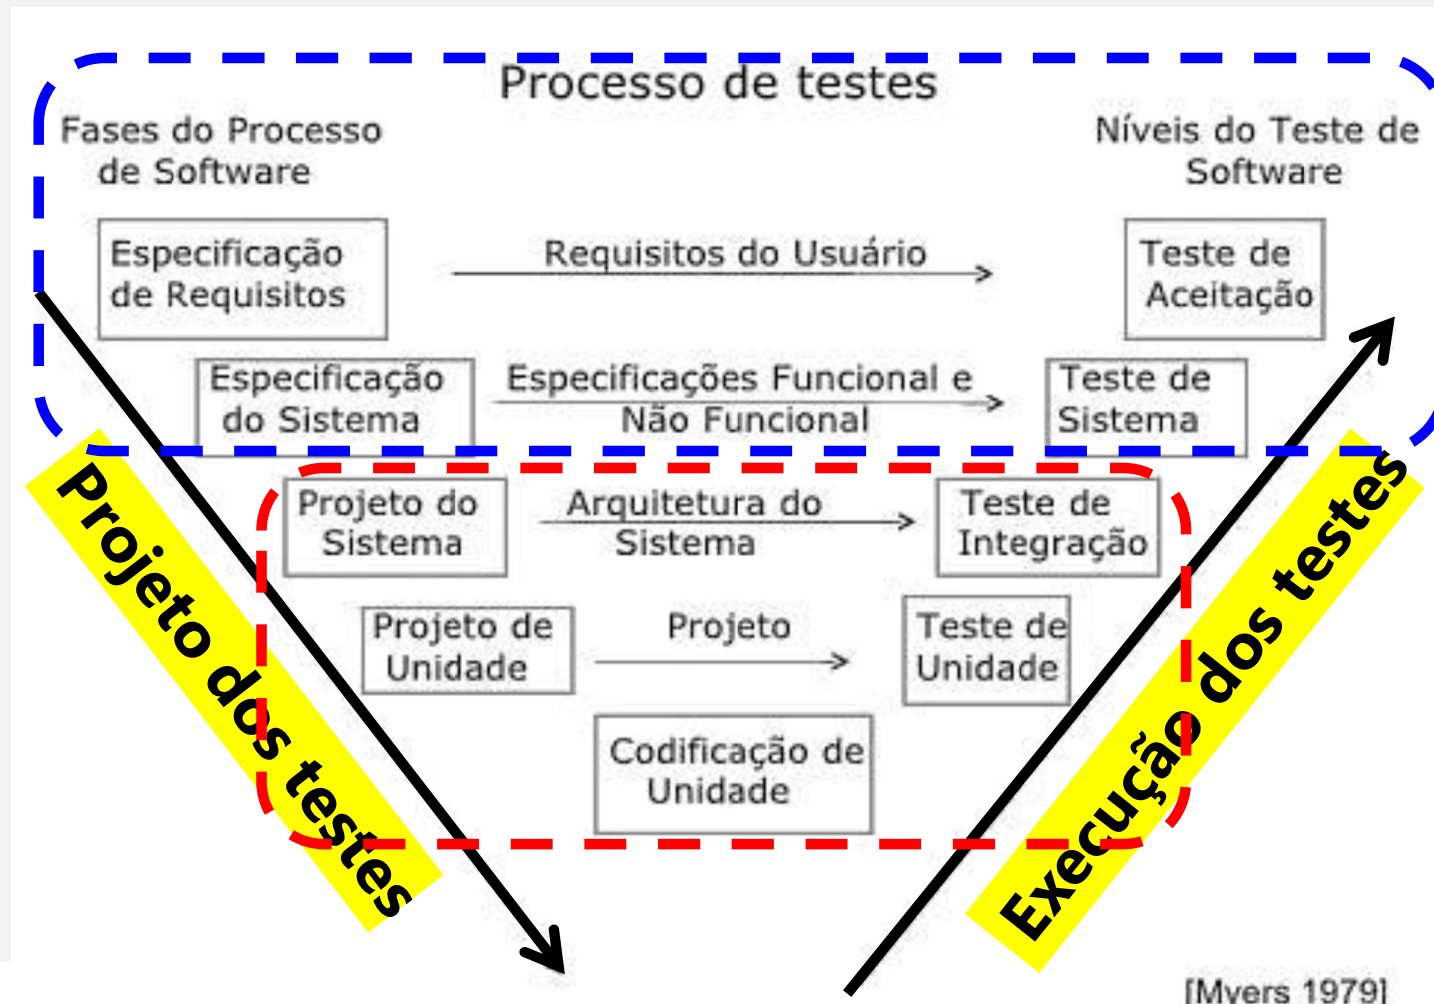 Processo de testes
Fases do Processo
de Software
Níveis do Teste de
Software
Especificação
de Requisitos
Requisitos do Usuário
Teste de
Aceitação
Especificação
do Sistema
Especificações Funcional e
Não Funcional
Teste de
Sistema
Projeto do
Sistema
Arquitetura do
Sistema
Teste de
Integração
Projeto de
Unidade
Projeto
Teste de
Unidade
Codificação de
Unidade
Projeto dos testes
Execução dos testes
[Myers 1979]